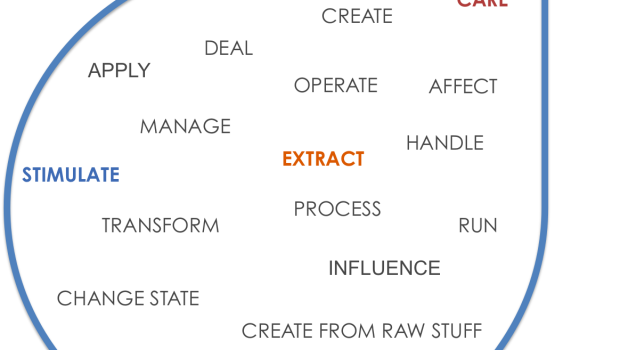 CARE
CREATE
DEAL
APPLY
OPERATE
AFFECT
MANAGE
HANDLE
EXTRACT
STIMULATE
PROCESS
TRANSFORM
RUN
INFLUENCE
CHANGE STATE
CREATE FROM RAW STUFF